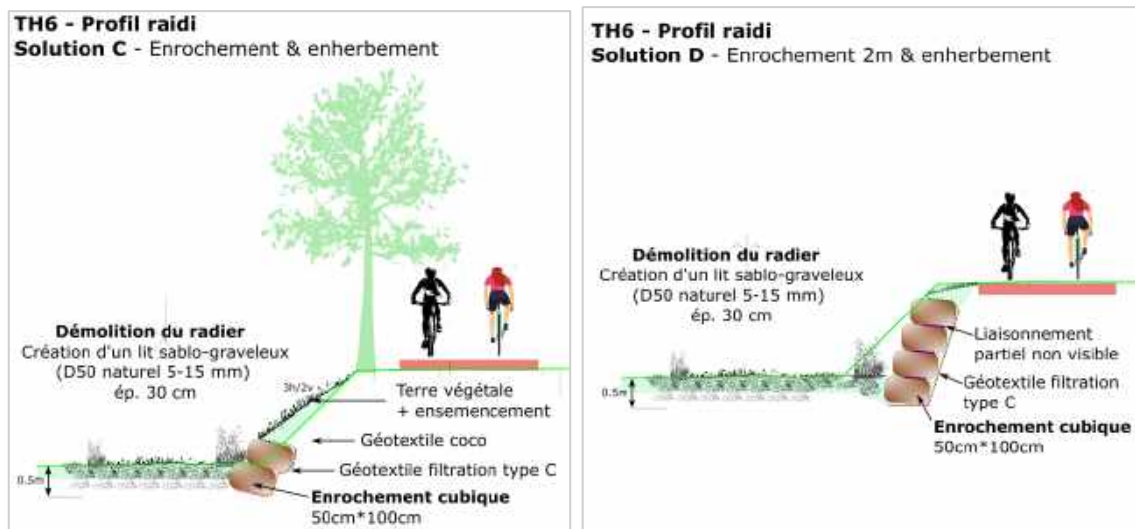 TH6 - Profil raidi
Solution C - Enrochement & enherbement
Démolition du radier
Création d'un lit sablo-graveleux
(D50 naturel 5-15 mm)
ép. 30 cm
3h/2v
Terre végétale
+ ensemencement
Géotextile coco
Géotextile filtration type C
0.5m
Enrochement cubique
50cm*100cm
TH6 - Profil raidi
Solution D - Enrochement 2m & enherbement
Démolition du radier
Création d'un lit sablo-graveleux
(D50 naturel 5-15 mm)
ép. 30 cm
Liaisonnement
partiel non visible
0.5m
Géotextile filtration
type C
Enrochement cubique
50cm*100cm